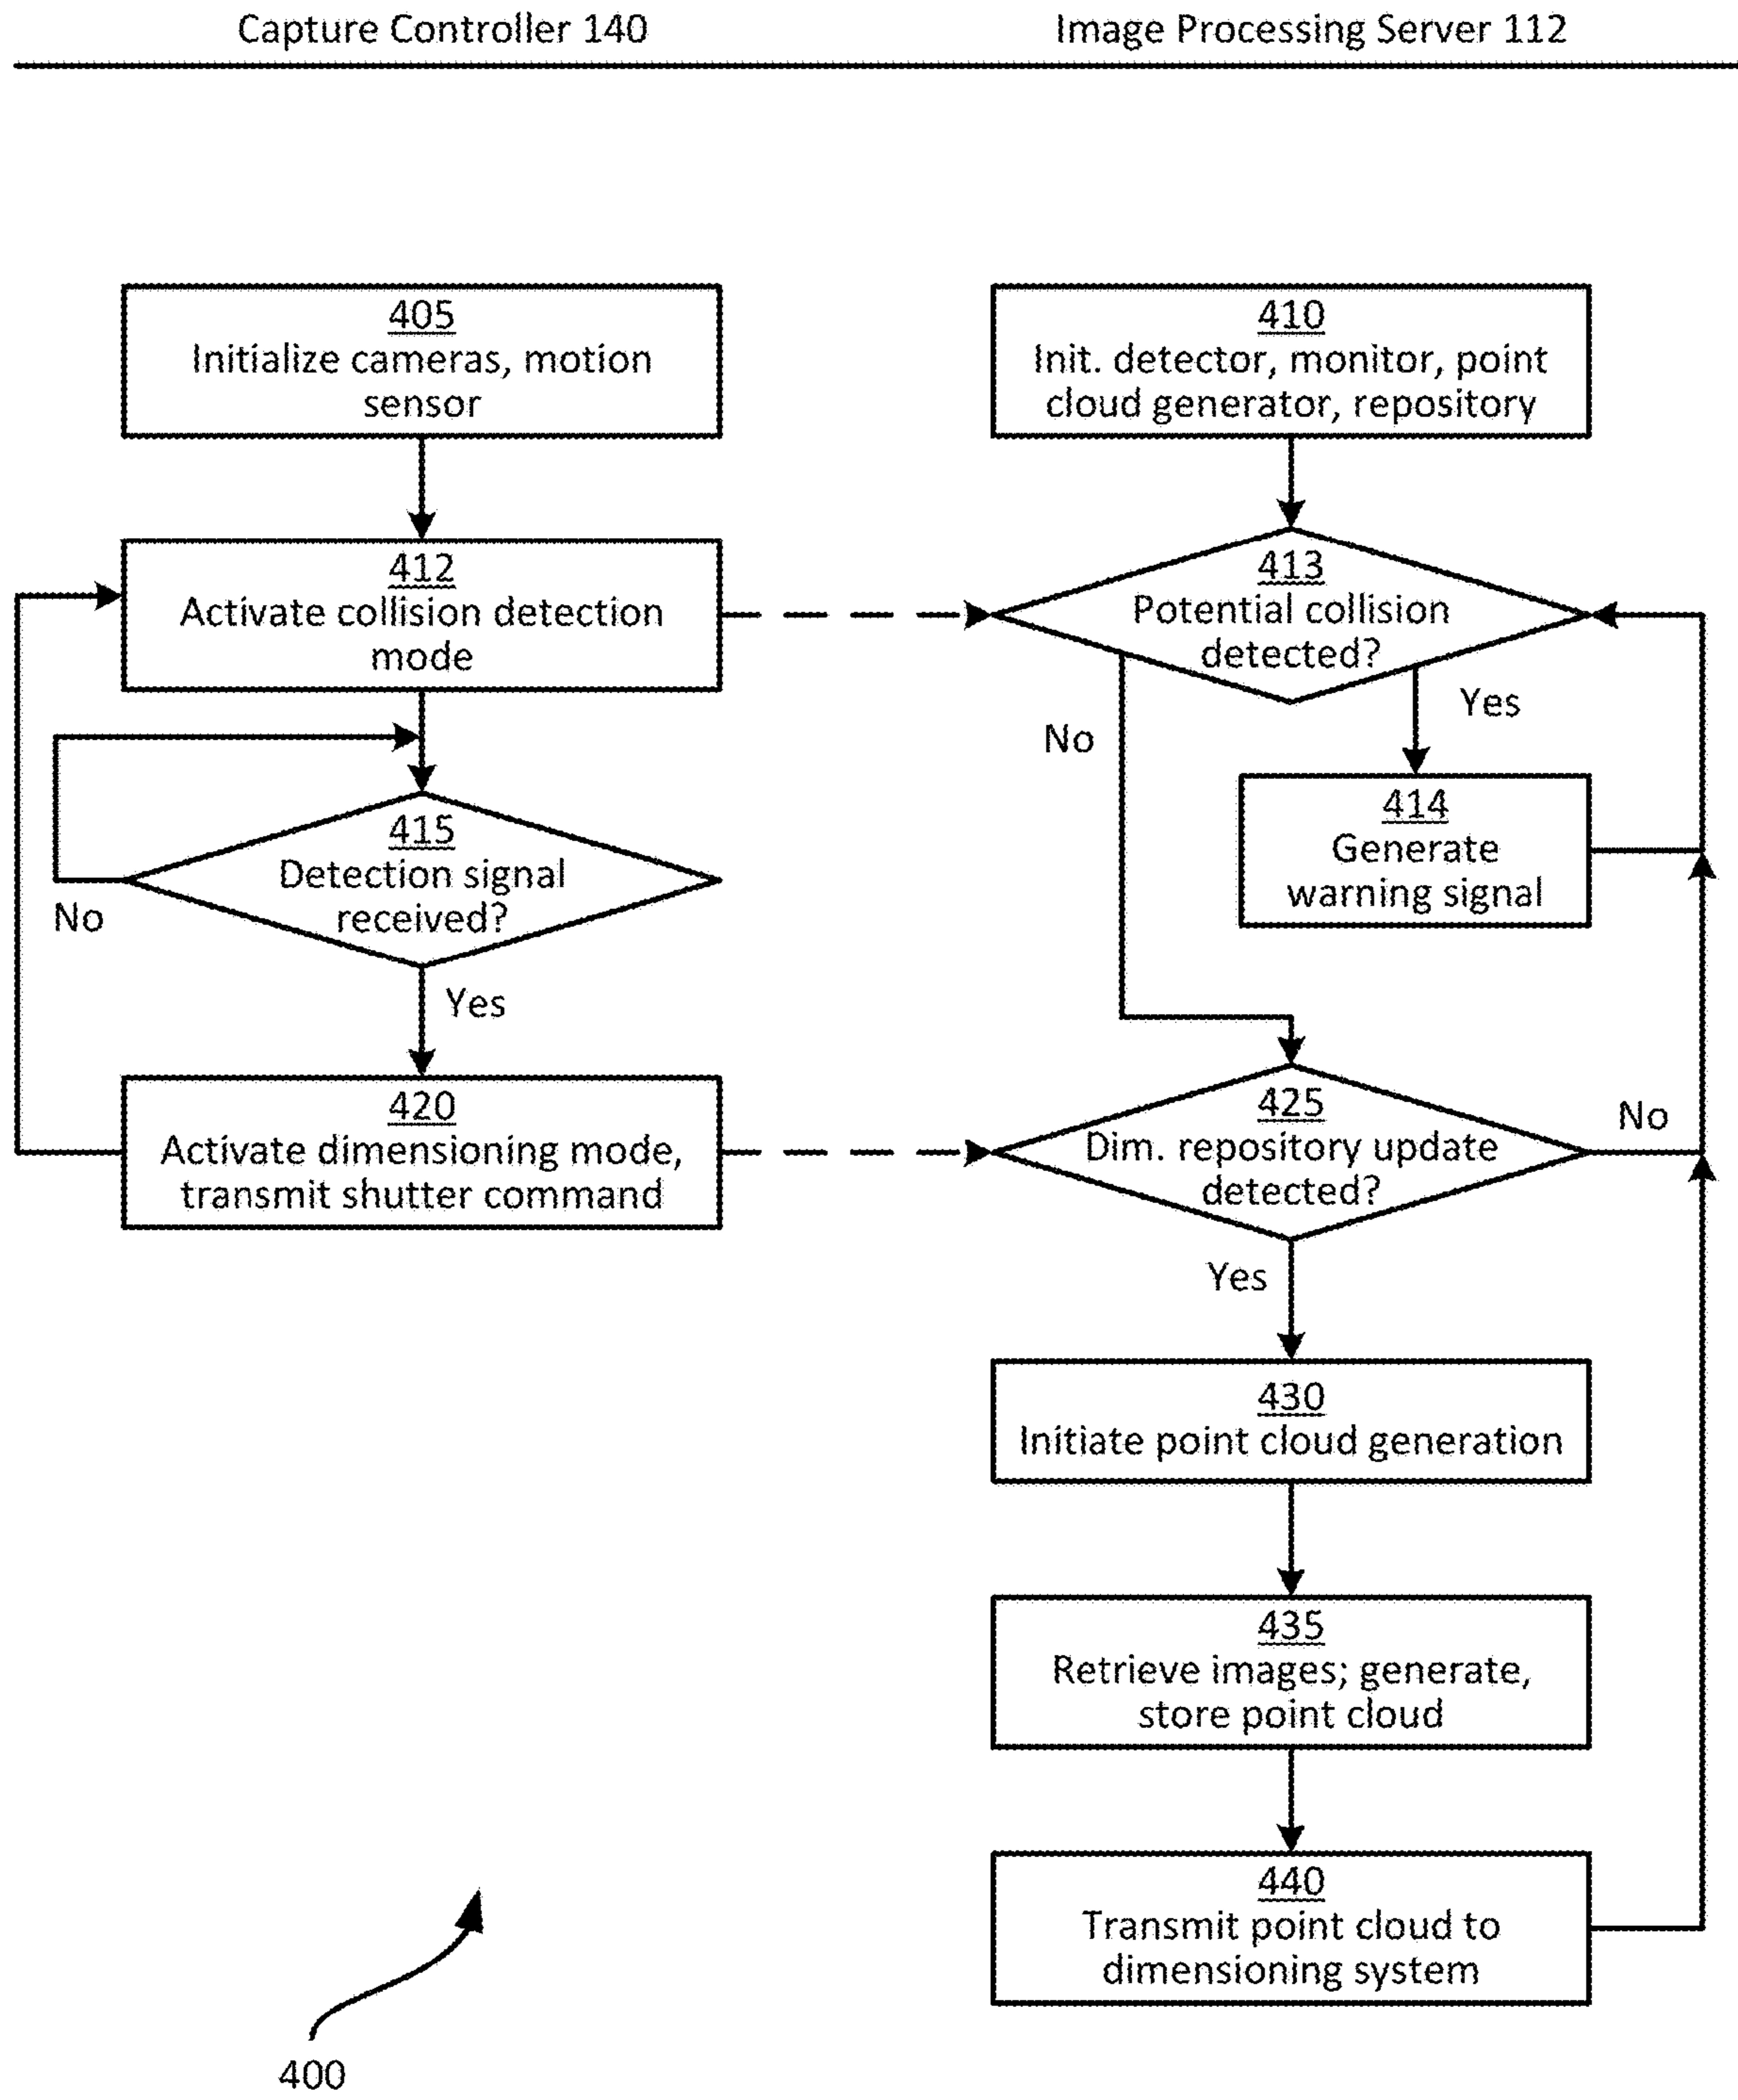 Capture Controller 140
Image Processing Server 112
405
Initialize cameras, motion
sensor
410
Init. detector, monitor, point
cloud generator, repository
412
Activate collision detection
mode
413
Potential collision
detected?
Yes
No
414
Generate
warning signal
415
Detection signal
received?
No
Yes
420
Activate dimensioning mode,
transmit shutter command
425
Dim. repository update
detected?
No
Yes
430
Initiate point cloud generation
435
Retrieve images; generate,
store point cloud
440
Transmit point cloud to
dimensioning system
400